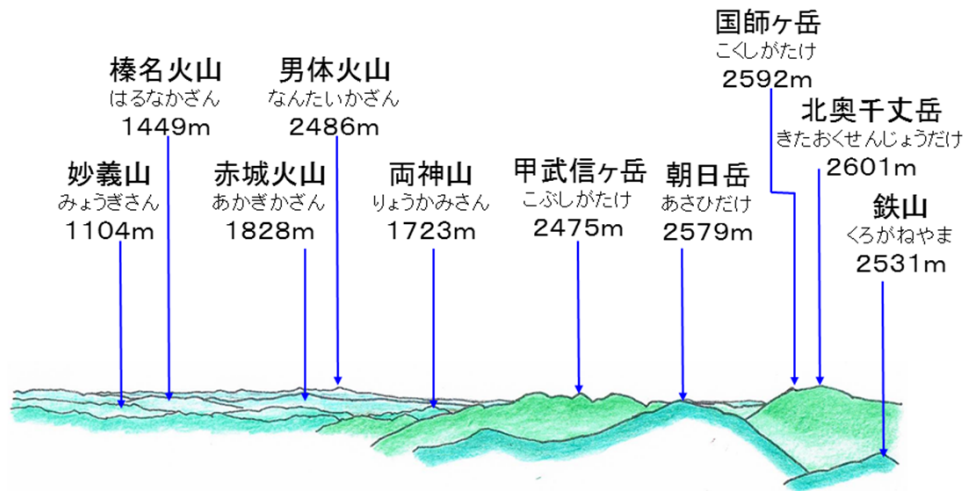 妙義山
みょうぎさん
1104m
榛名火山
はるなかざん
1449m
赤城火山
あかぎかざん
1828m
男体火山
なんたいかざん
2486m
両神山
りょうかみさん
1723m
甲武信ヶ岳
こぶしがたけ
2475m
朝日岳
あさひだけ
2579m
国師ヶ岳
こくしがたけ
2592m
北奥千丈岳
きたおくせんじょうだけ
2601m
鉄山
くろがねやま
2531m